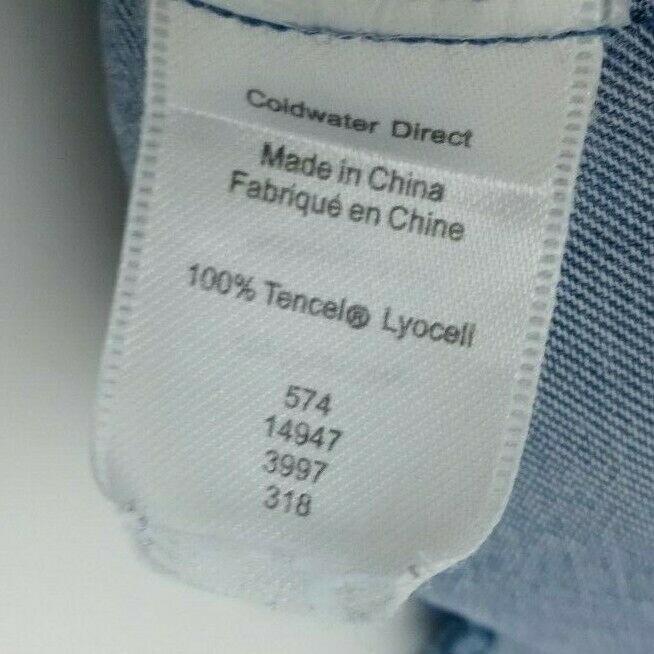 Coldwater Direct
Made in China
Fabriqué en Chine
100% Tencel® Lyocell
574
14947
3997
318